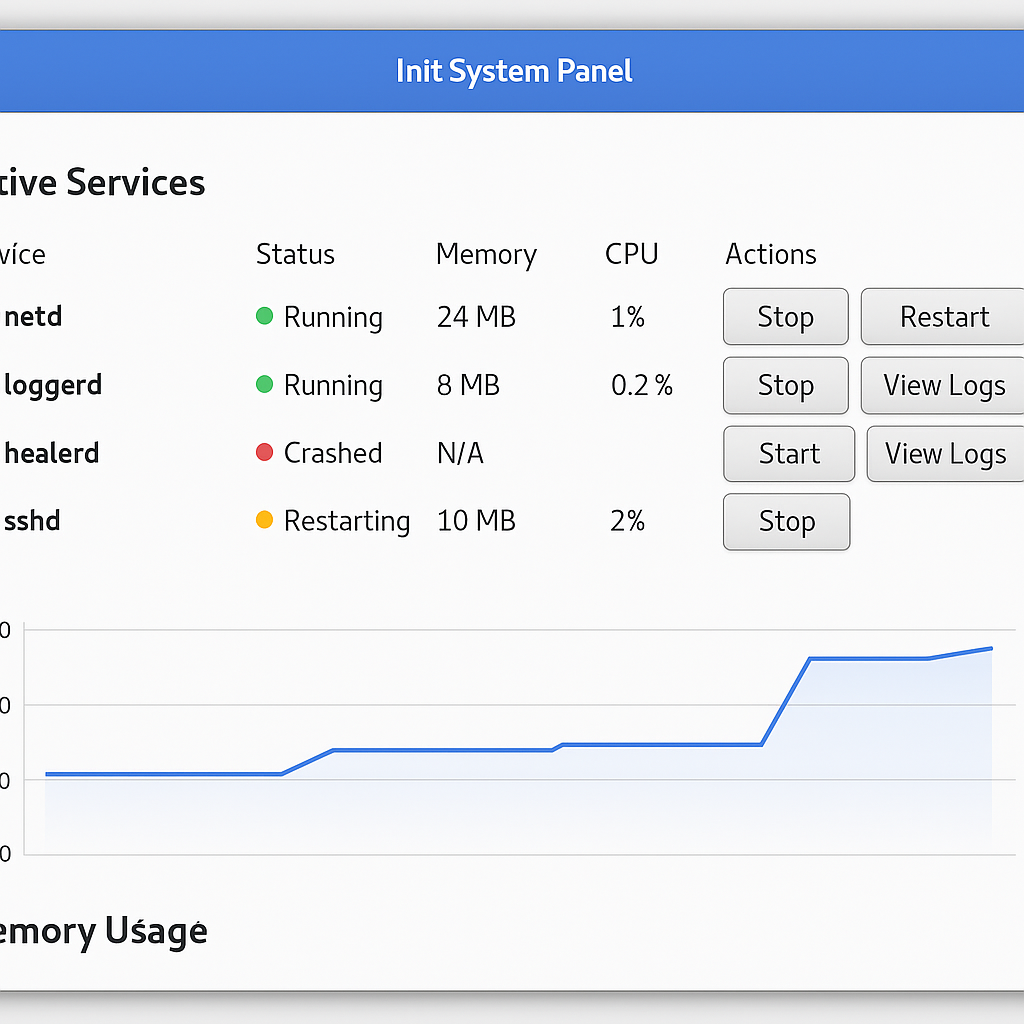 Init System Panel
tive Services
více Status Memory CPU Actions
netd Running 24 MB 1% Stop Restart
loggerd Running 8 MB 0.2 % Stop View Logs
healerd Crashed N/A Start View Logs
sshd Restarting 10 MB 2% Stop
0
0
0
0
emory Uśagė